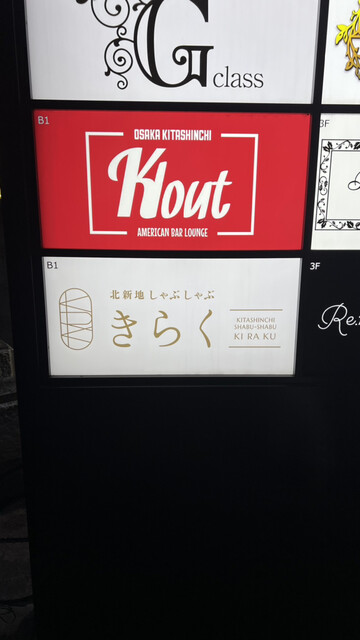 G class
B1
OSAKA KITASHINCHI
Klout
AMERICAN BAR LOUNGE
3F
B1
北新地 しゃぶしゃぶ
きらく
KITASHINCHI
SHABU-SHABU
KI RA KU
3F
Re: